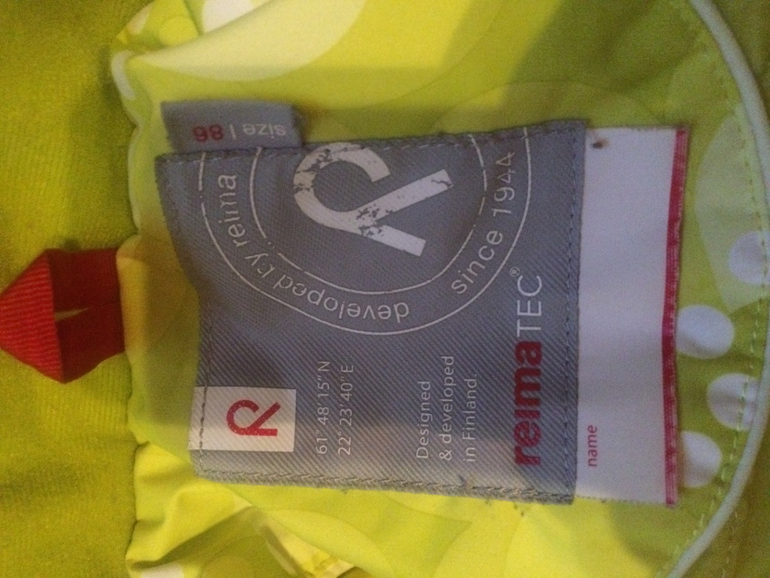 size | 86
developed by reima
since 1944
R
R
61°48'15"N
22°23'40"E
Designed
& developed
in Finland.
reimaTEC®
name